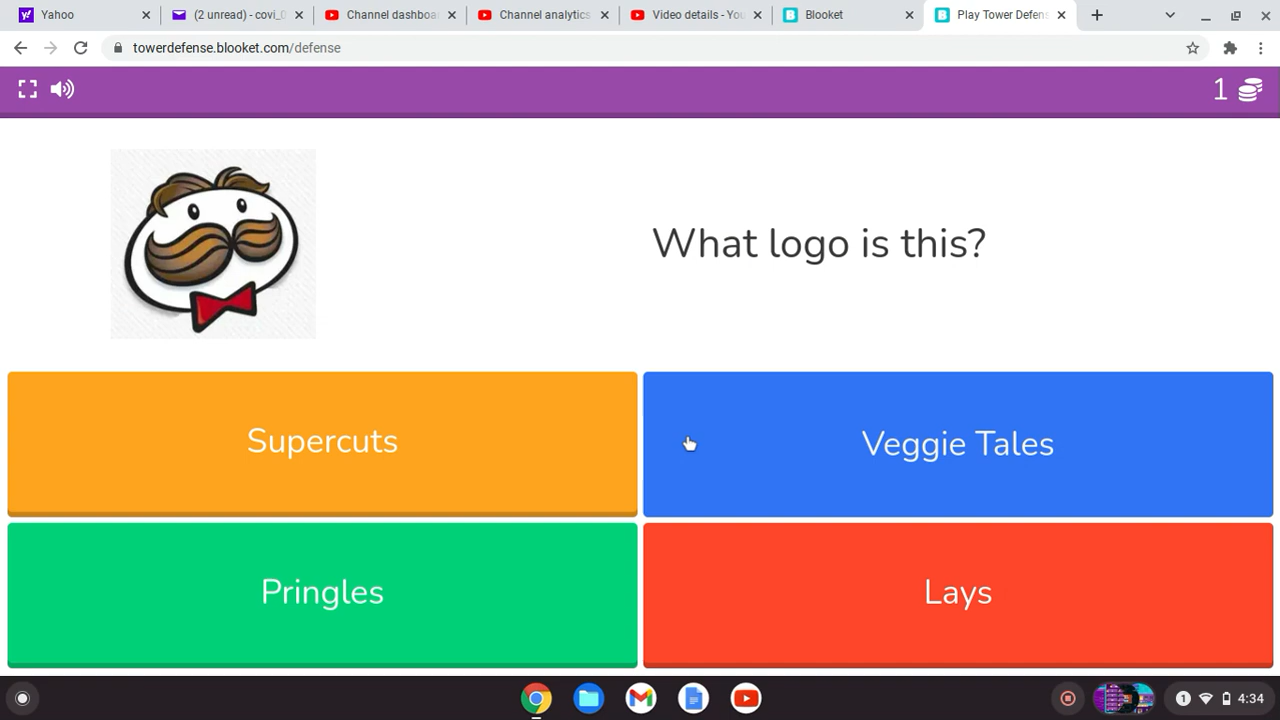 Yahoo
(2 unread) - covi_0
Channel dashboa
Channel analytics
Video details - You
Blooket
Play Tower Defens
towerdefense.blooket.com/defense
1
What logo is this?
Supercuts
Veggie Tales
Pringles
Lays
1
4:34